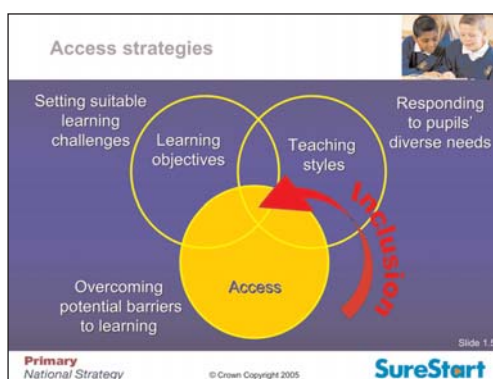 Access strategies
Setting suitable
learning
challenges
Learning
objectives
Teaching
styles
Responding
to pupils'
diverse needs
Inclusion
Overcoming
potential barriers
to learning
Access
Slide 1.5
Primary
National Strategy
© Crown Copyright 2005
SureStart